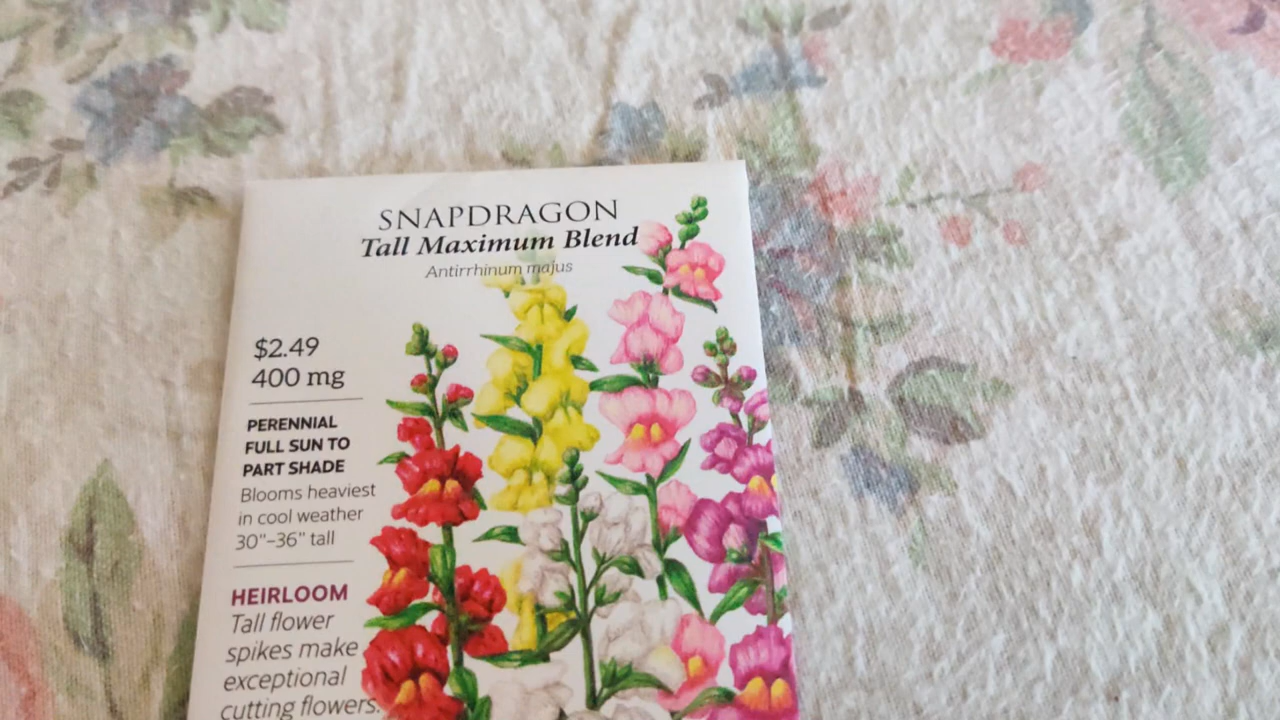 SNAPDRAGON
Tall Maximum Blend
Antirrhinum majus
$2.49
400 mg
PERENNIAL
FULL SUN TO
PART SHADE
Blooms heaviest
in cool weather
30"–36" tall
HEIRLOOM
Tall flower
spikes make
exceptional
cutting flowers.